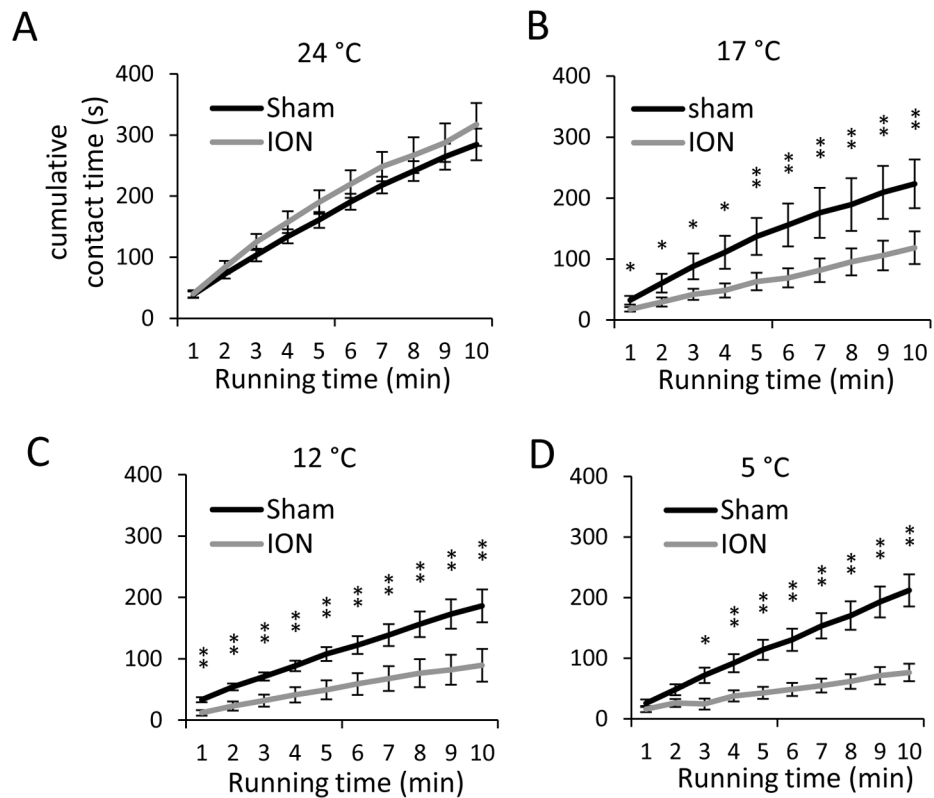 A
24 °C
400
300
200
100
0
cumulative
contact time (s)
Sham
ION
1 2 3 4 5 6 7 8 9 10
Running time (min)
B
17 °C
400
300
200
100
0
sham
ION
* * * * ** ** ** ** ** **
1 2 3 4 5 6 7 8 9 10
Running time (min)
C
12 °C
400
300
200
100
0
Sham
ION
** ** ** ** ** ** ** ** ** **
1 2 3 4 5 6 7 8 9 10
Running time (min)
D
5 °C
400
300
200
100
0
Sham
ION
* ** ** ** ** ** ** **
1 2 3 4 5 6 7 8 9 10
Running time (min)